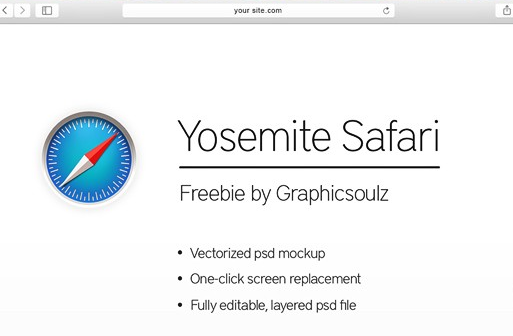 your site.com
Yosemite Safari
Freebie by Graphicsoulz
• Vectorized psd mockup
• One-click screen replacement
• Fully editable, layered psd file